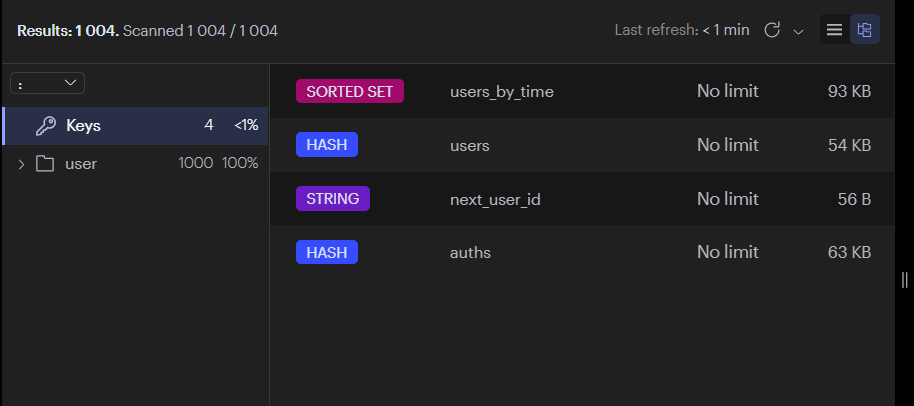 Results: 1 004. Scanned 1 004 / 1 004
Last refresh: < 1 min
:
Keys 4 <1%
user 1000 100%
SORTED SET users_by_time No limit 93 KB
HASH users No limit 54 KB
STRING next_user_id No limit 56 B
HASH auths No limit 63 KB